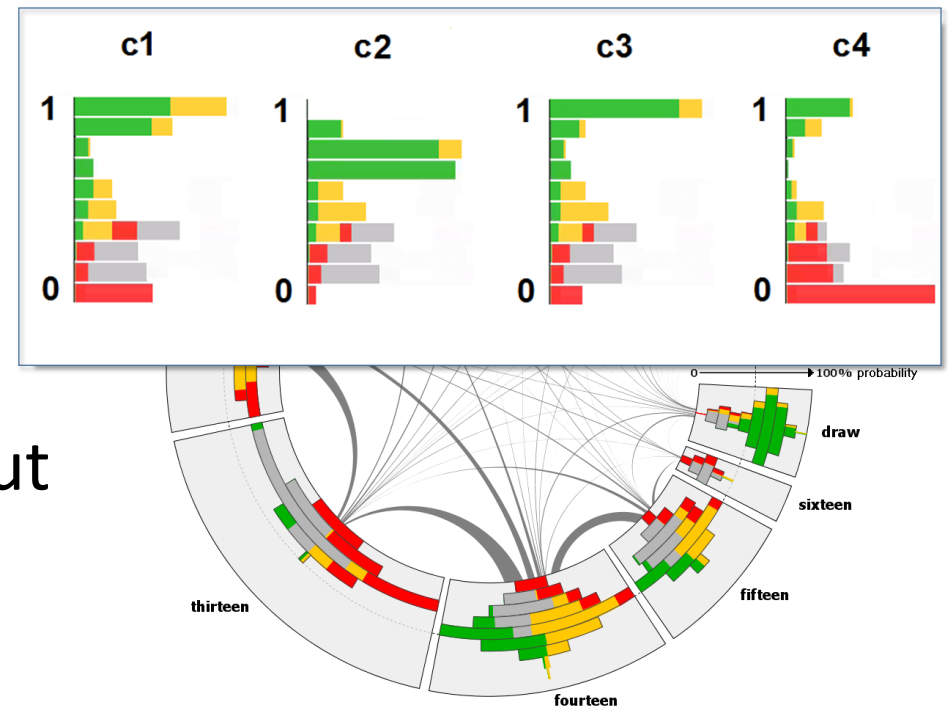 c1
c2
c3
c4
1
1
1
1
0
0
0
0
0 100% probability
draw
ut
sixteen
fifteen
thirteen
fourteen